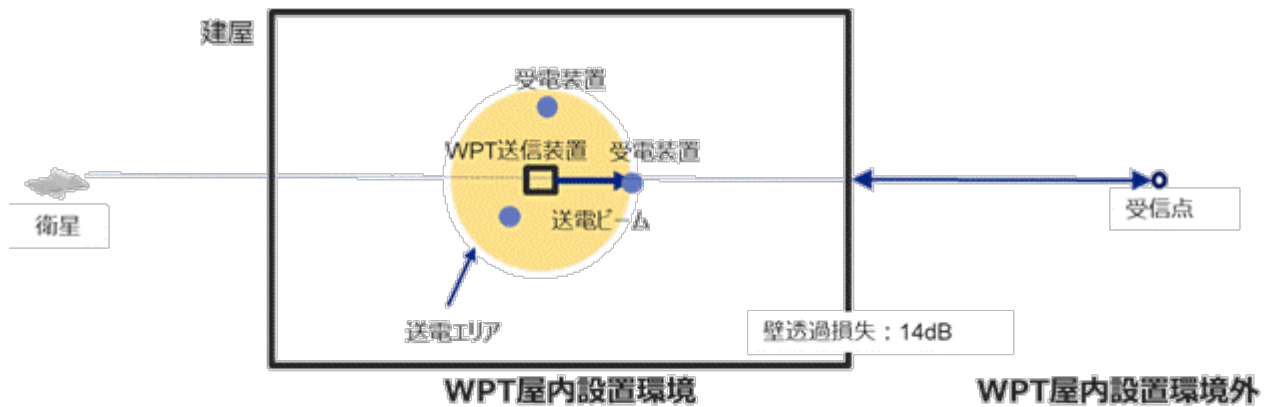 建屋
受電装置
WPT送信装置
受電装置
衛星
送電ビーム
受信点
送電エリア
壁透過損失：14dB
WPT屋内設置環境
WPT屋内設置環境外